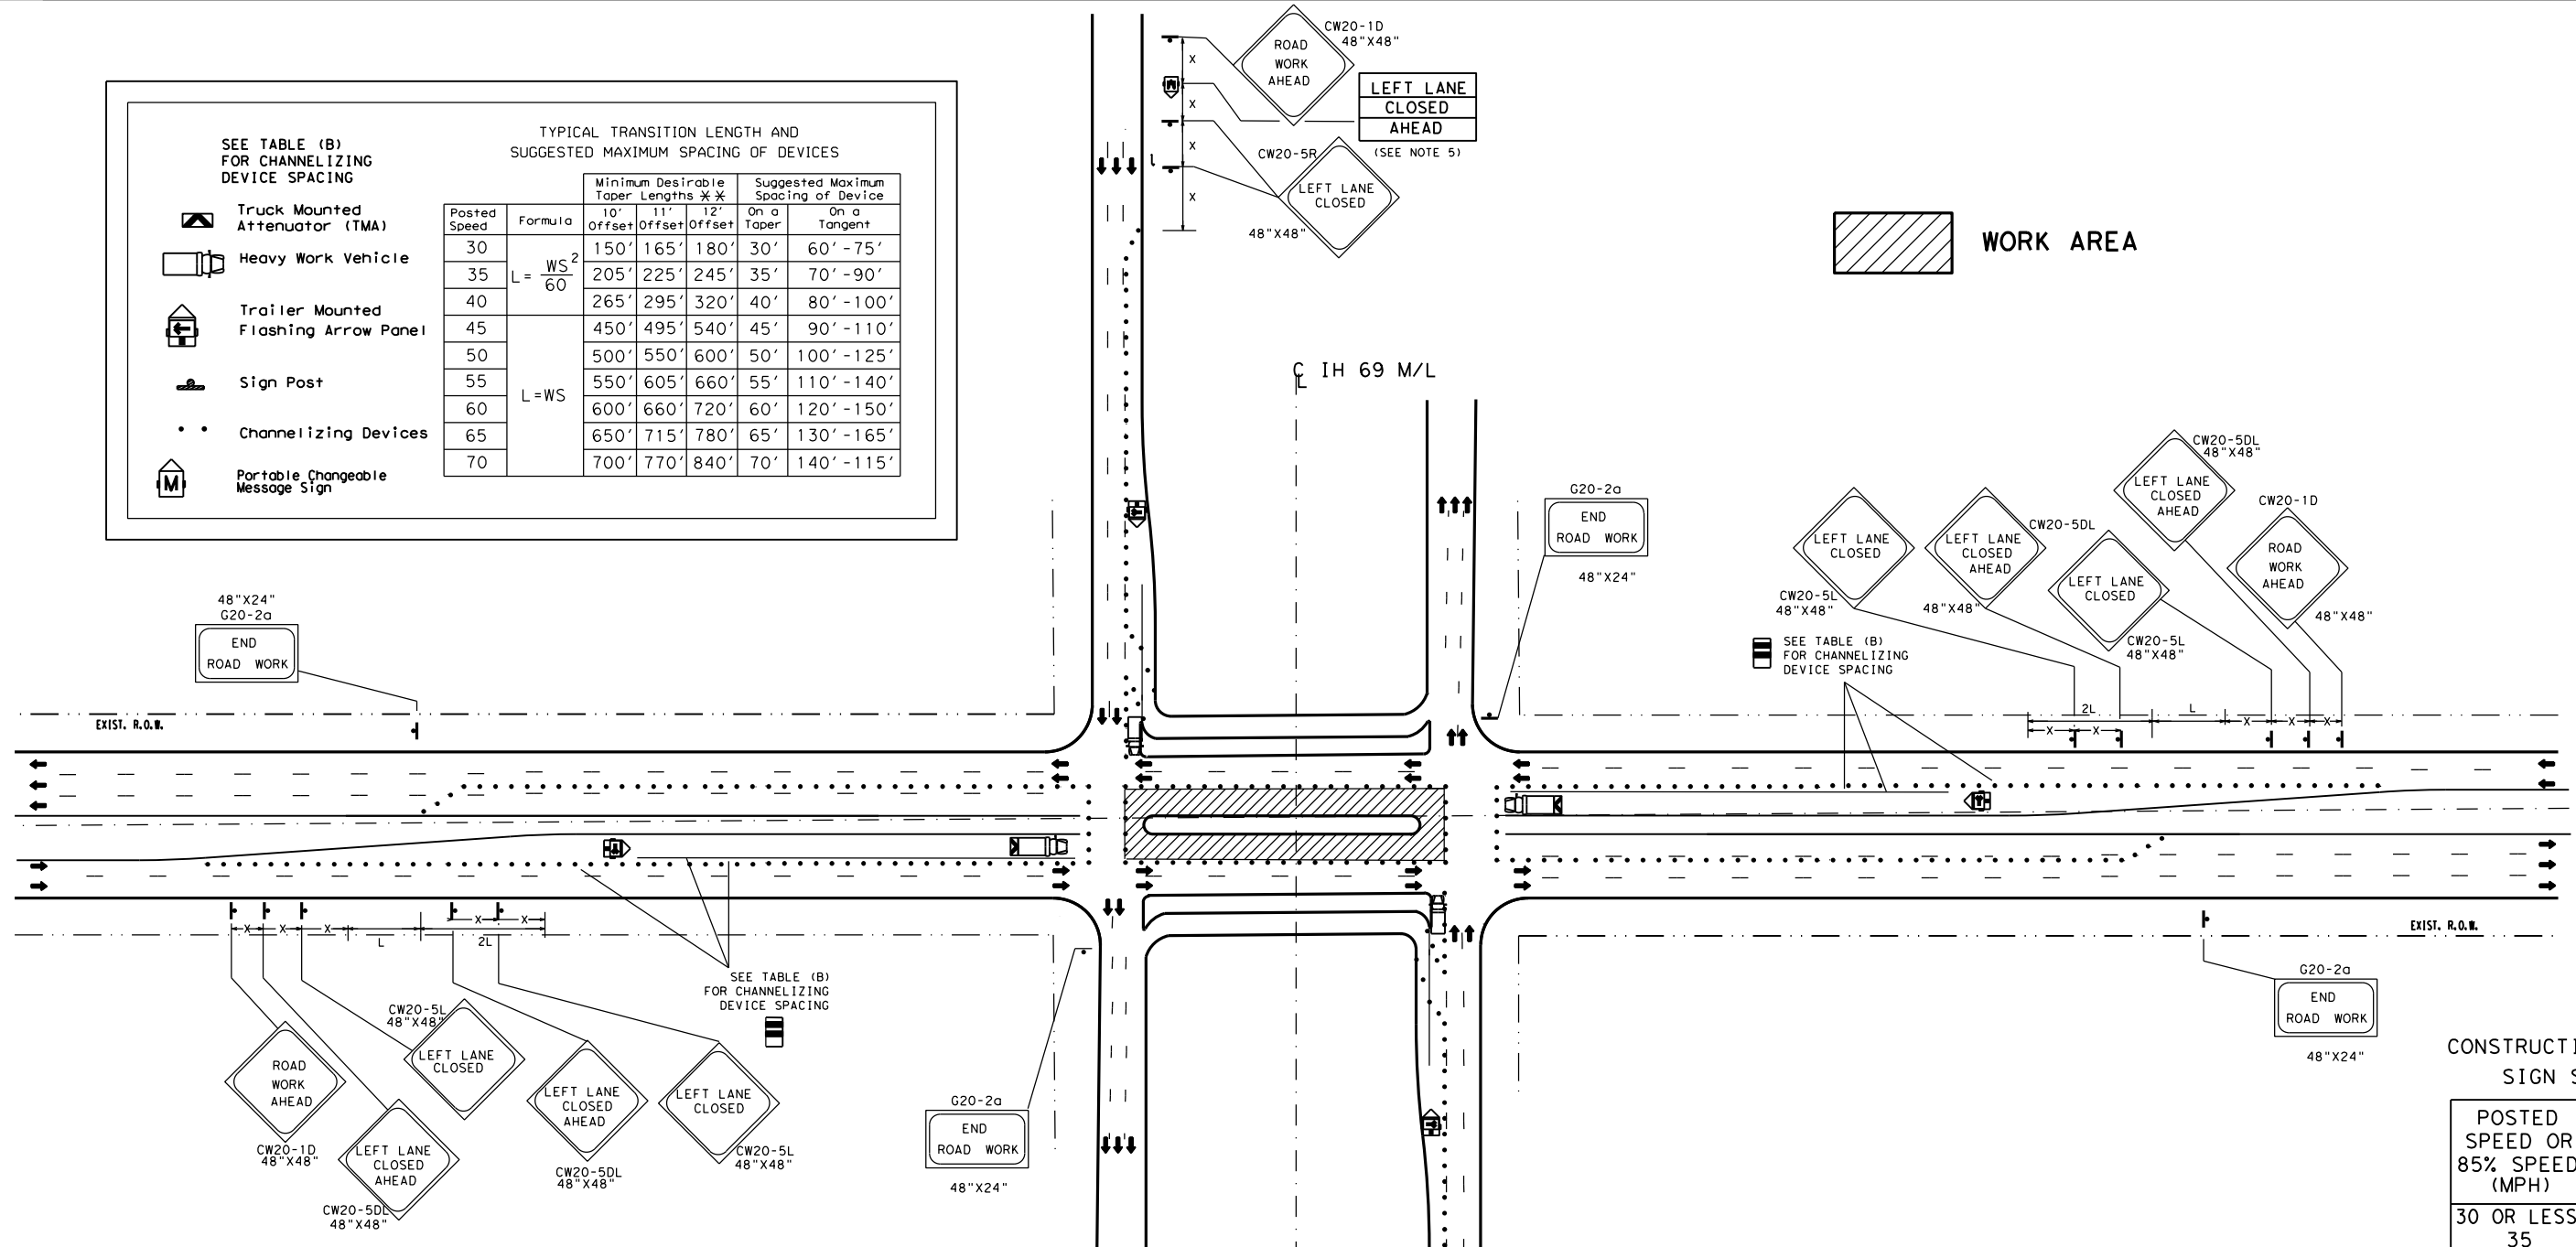 CW20-1D
48"X48"
ROAD
WORK
AHEAD
LEFT LANE
CLOSED
AHEAD
(SEE NOTE 5)
CW20-5R
LEFT LANE
CLOSED
48"X48"
X
X
X
X
SEE TABLE (B)
FOR CHANNELIZING
DEVICE SPACING
Truck Mounted
Attenuator (TMA)
Heavy Work Vehicle
Trailer Mounted
Flashing Arrow Panel
Sign Post
Channelizing Devices
M
Portable Changeable
Message Sign
TYPICAL TRANSITION LENGTH AND
SUGGESTED MAXIMUM SPACING OF DEVICES
Minimum Desirable Taper Lengths ** Suggested Maximum Spacing of Device
Posted Speed Formula 10' Offset 11' Offset 12' Offset On a Taper On a Tangent
30 150' 165' 180' 30' 60'-75'
35 L= WS²/60 205' 225' 245' 35' 70'-90'
40 265' 295' 320' 40' 80'-100'
45 450' 495' 540' 45' 90'-110'
50 500' 550' 600' 50' 100'-125'
55 L=WS 550' 605' 660' 55' 110'-140'
60 600' 660' 720' 60' 120'-150'
65 650' 715' 780' 65' 130'-165'
70 700' 770' 840' 70' 140'-115'
WORK AREA
CL IH 69 M/L
G20-2a
END
ROAD WORK
48"X24"
48"X24"
G20-2a
END
ROAD WORK
EXIST. R.O.W.
LEFT LANE
CLOSED
CW20-5L
48"X48"
LEFT LANE
CLOSED
AHEAD
CW20-5DL
48"X48"
LEFT LANE
CLOSED
CW20-5L
48"X48"
CW20-5DL
48"X48"
LEFT LANE
CLOSED
AHEAD
CW20-1D
ROAD
WORK
AHEAD
48"X48"
SEE TABLE (B)
FOR CHANNELIZING
DEVICE SPACING
2L
L
X
X
X
X
X
X
X
X
X
X
L
2L
SEE TABLE (B)
FOR CHANNELIZING
DEVICE SPACING
ROAD
WORK
AHEAD
CW20-1D
48"X48"
LEFT LANE
CLOSED
AHEAD
CW20-5DL
48"X48"
CW20-5L
48"X48"
LEFT LANE
CLOSED
LEFT LANE
CLOSED
AHEAD
CW20-5DL
48"X48"
LEFT LANE
CLOSED
CW20-5L
48"X48"
G20-2a
END
ROAD WORK
48"X24"
EXIST. R.O.W.
G20-2a
END
ROAD WORK
48"X24"
SIGN
POSTED
SPEED OR
85% SPEED
(MPH)
30 OR LESS
35